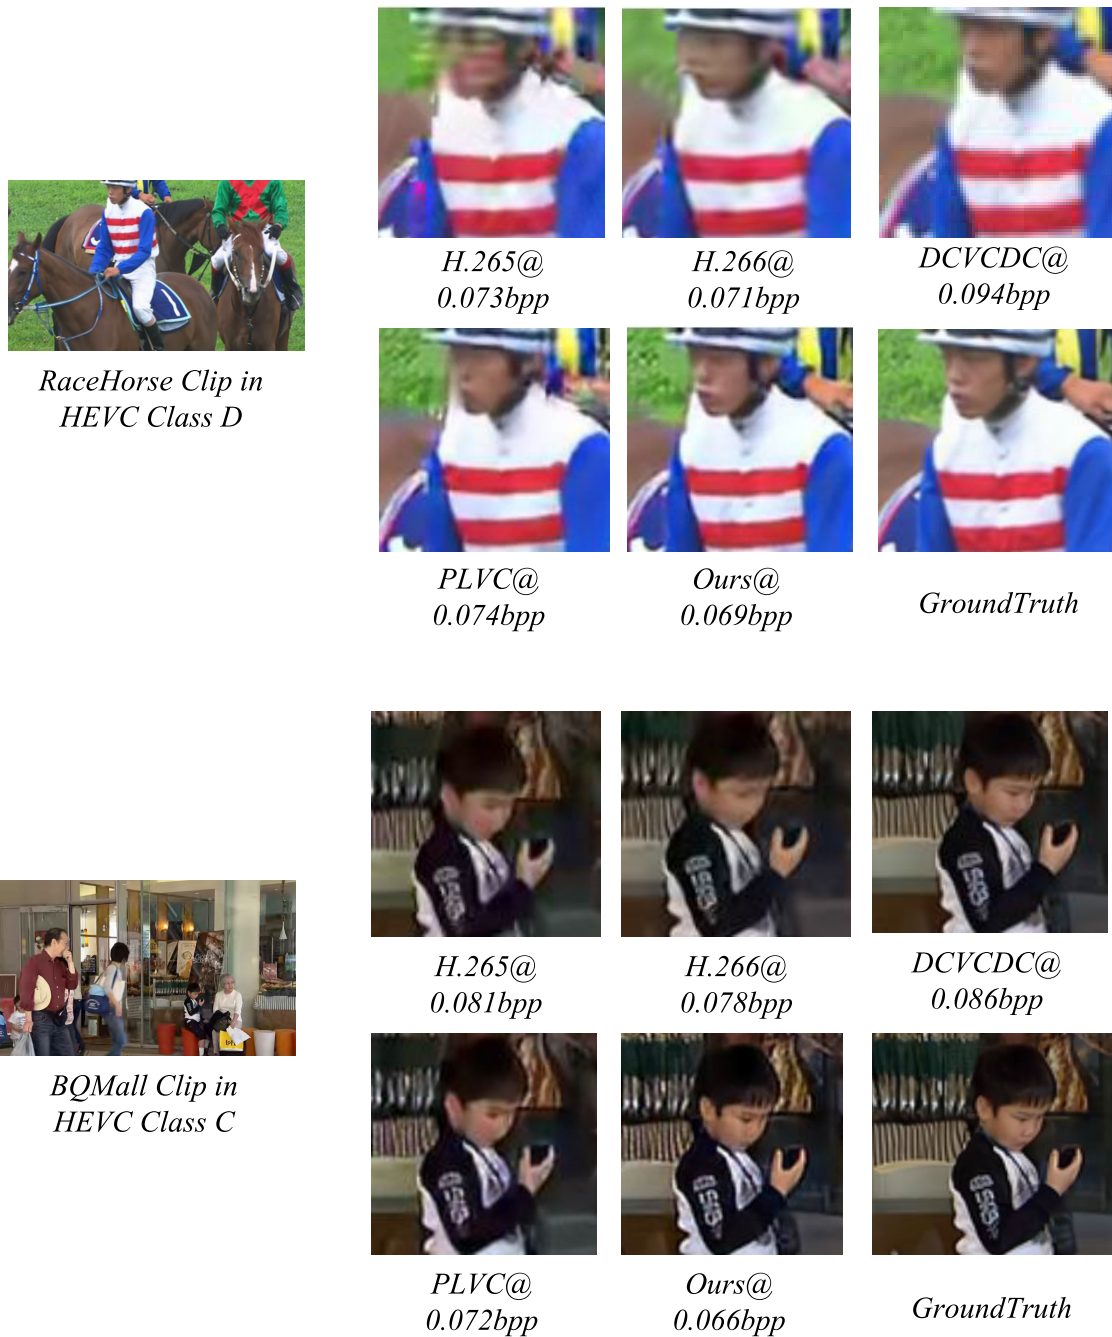 H.265@
0.073bpp
H.266@
0.071bpp
DCVCDC@
0.094bpp
RaceHorse Clip in
HEVC Class D
PLVC@
0.074bpp
Ours@
0.069bpp
GroundTruth
H.265@
0.081bpp
H.266@
0.078bpp
DCVCDC@
0.086bpp
BQMall Clip in
HEVC Class C
PLVC@
0.072bpp
Ours@
0.066bpp
GroundTruth